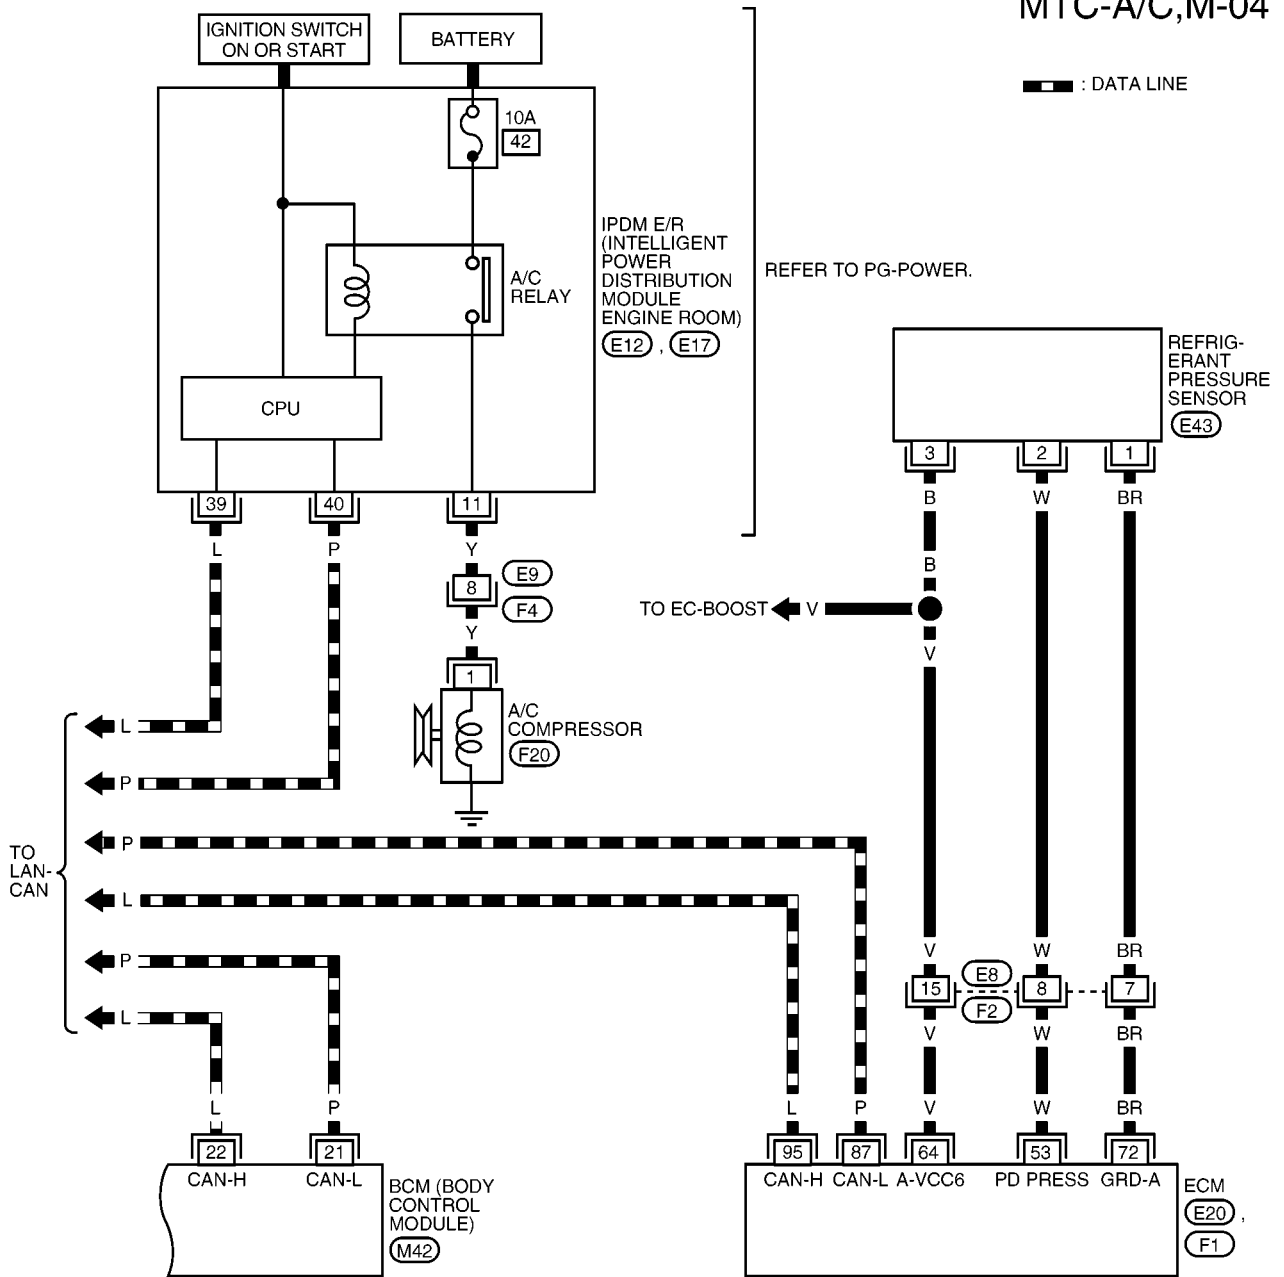 MTC-A/C,M-04
: DATA LINE
IGNITION SWITCH
ON OR START
BATTERY
10A
42
IPDM E/R
(INTELLIGENT
POWER
DISTRIBUTION
MODULE
ENGINE ROOM)
E12 , E17
REFER TO PG-POWER.
A/C
RELAY
CPU
REFRIG-
ERANT
PRESSURE
SENSOR
E43
3 2 1
B W BR
39 40 11
L P Y
B
8
E9
F4
Y
TO EC-BOOST V
V
1
A/C
COMPRESSOR
F20
L
P
P
L
P
L
TO
LAN-
CAN
V W BR
15 8 7
E8
F2
V W BR
L P
L P V W BR
22 21
95 87 64 53 72
CAN-H CAN-L
CAN-H CAN-L A-VCC6 PD PRESS GRD-A
BCM (BODY
CONTROL
MODULE)
M42
ECM
E20 ,
F1